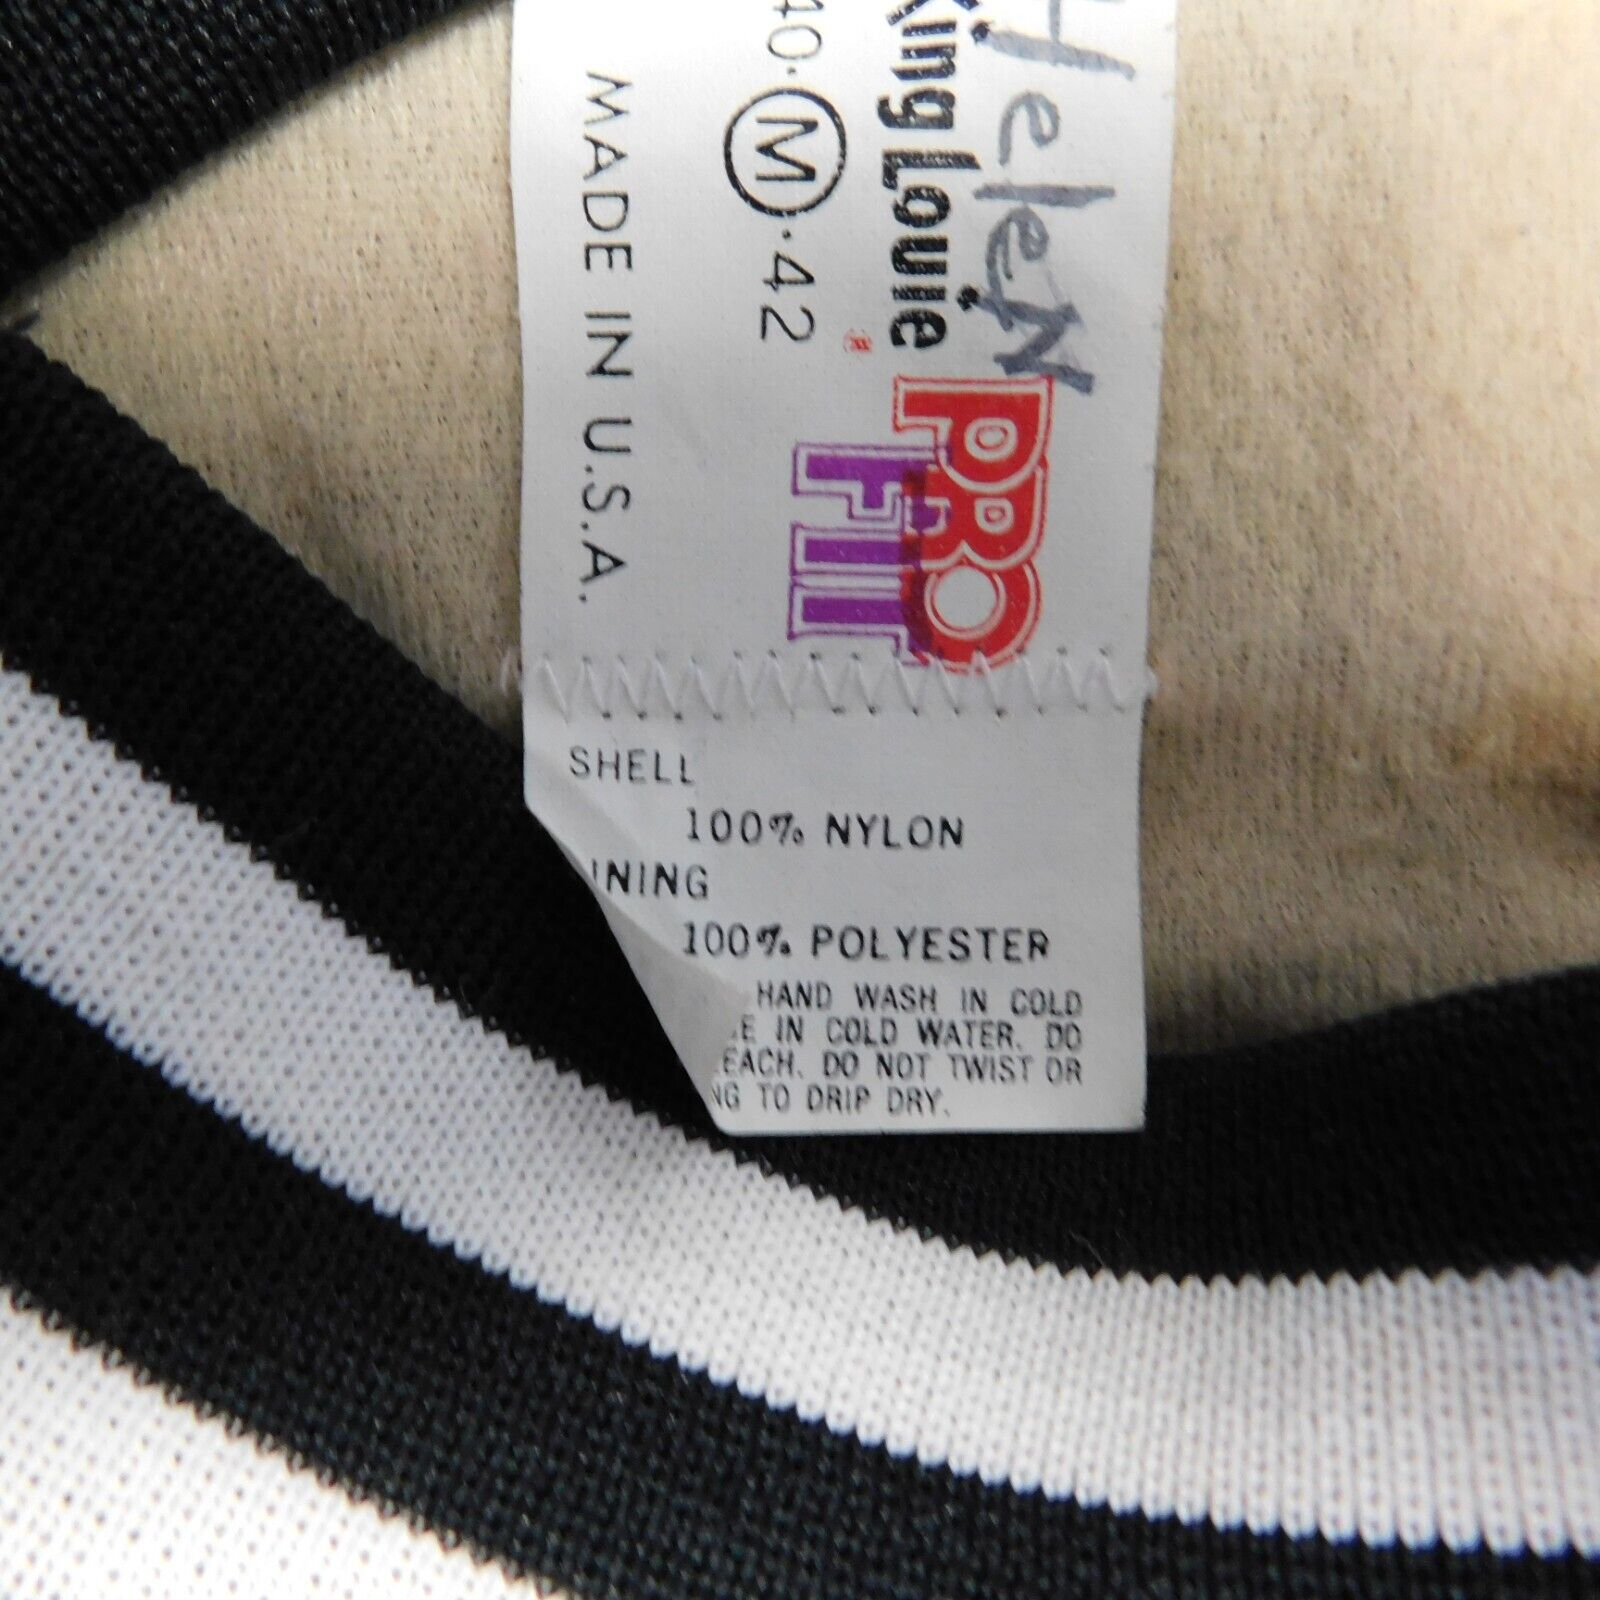 HeleN
King Louie
PRO
FIT
40·M·42
MADE IN U.S.A.
SHELL
100% NYLON
100% POLYESTER
HAND WASH IN COLD
IN COLD WATER. DO
DO NOT TWIST OR
TO DRIP DRY.